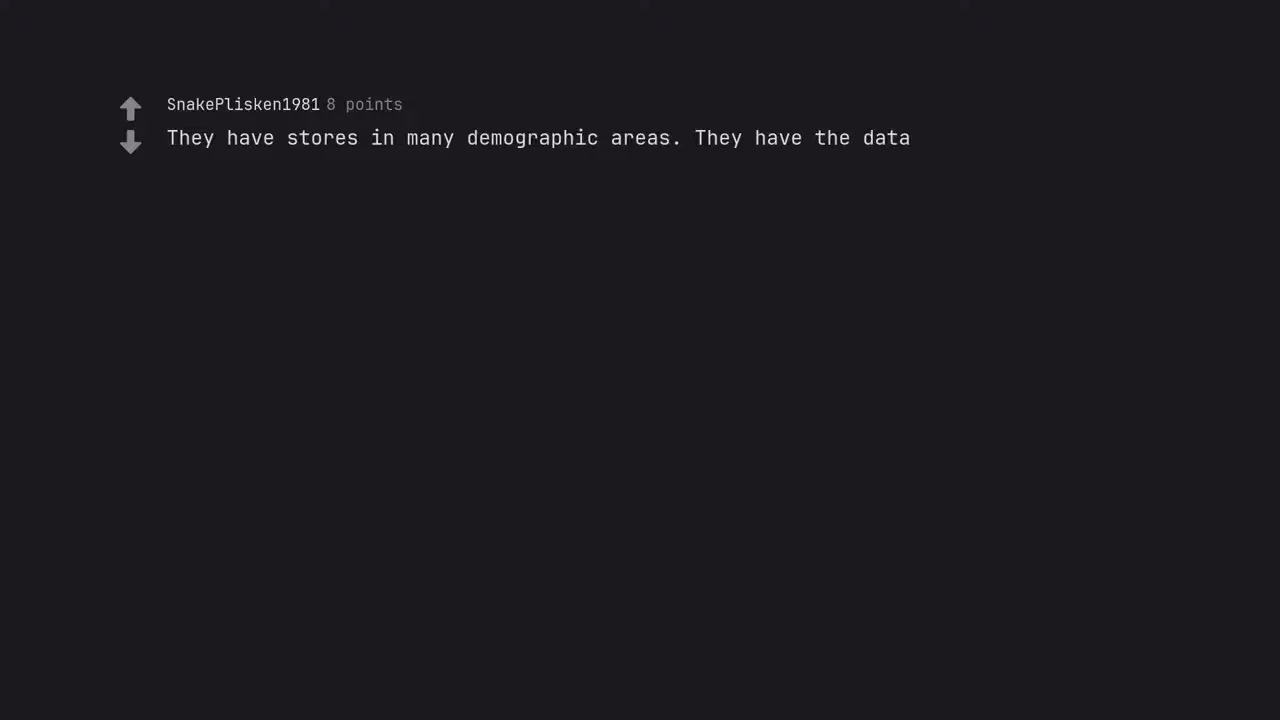 SnakePlisken1981 8 points
They have stores in many demographic areas. They have the data